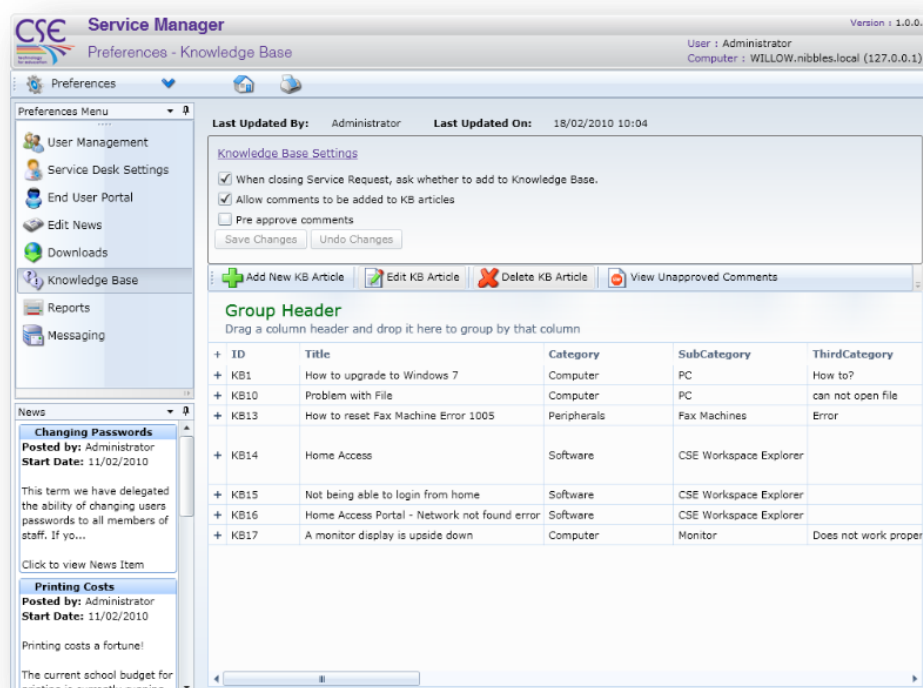 CSE
technology
for education
Service Manager
Preferences - Knowledge Base
Version : 1.0.0.
User : Administrator
Computer : WILLOW.nibbles.local (127.0.0.1)
Preferences
Preferences Menu
User Management
Service Desk Settings
End User Portal
Edit News
Downloads
Knowledge Base
Reports
Messaging
News
Changing Passwords
Posted by: Administrator
Start Date: 11/02/2010
This term we have delegated
the ability of changing users
passwords to all members of
staff. If yo...
Click to view News Item
Printing Costs
Posted by: Administrator
Start Date: 11/02/2010
Printing costs a fortune!
The current school budget for
printing is currently running
Last Updated By: Administrator Last Updated On: 18/02/2010 10:04
Knowledge Base Settings
When closing Service Request, ask whether to add to Knowledge Base.
Allow comments to be added to KB articles
Pre approve comments
Save Changes Undo Changes
Add New KB Article Edit KB Article Delete KB Article View Unapproved Comments
Group Header
Drag a column header and drop it here to group by that column
+ ID Title Category SubCategory ThirdCategory
+ KB1 How to upgrade to Windows 7 Computer PC How to?
+ KB10 Problem with File Computer PC can not open file
+ KB13 How to reset Fax Machine Error 1005 Peripherals Fax Machines Error
+ KB14 Home Access Software CSE Workspace Explorer
+ KB15 Not being able to login from home Software CSE Workspace Explorer
+ KB16 Home Access Portal - Network not found error Software CSE Workspace Explorer
+ KB17 A monitor display is upside down Computer Monitor Does not work proper